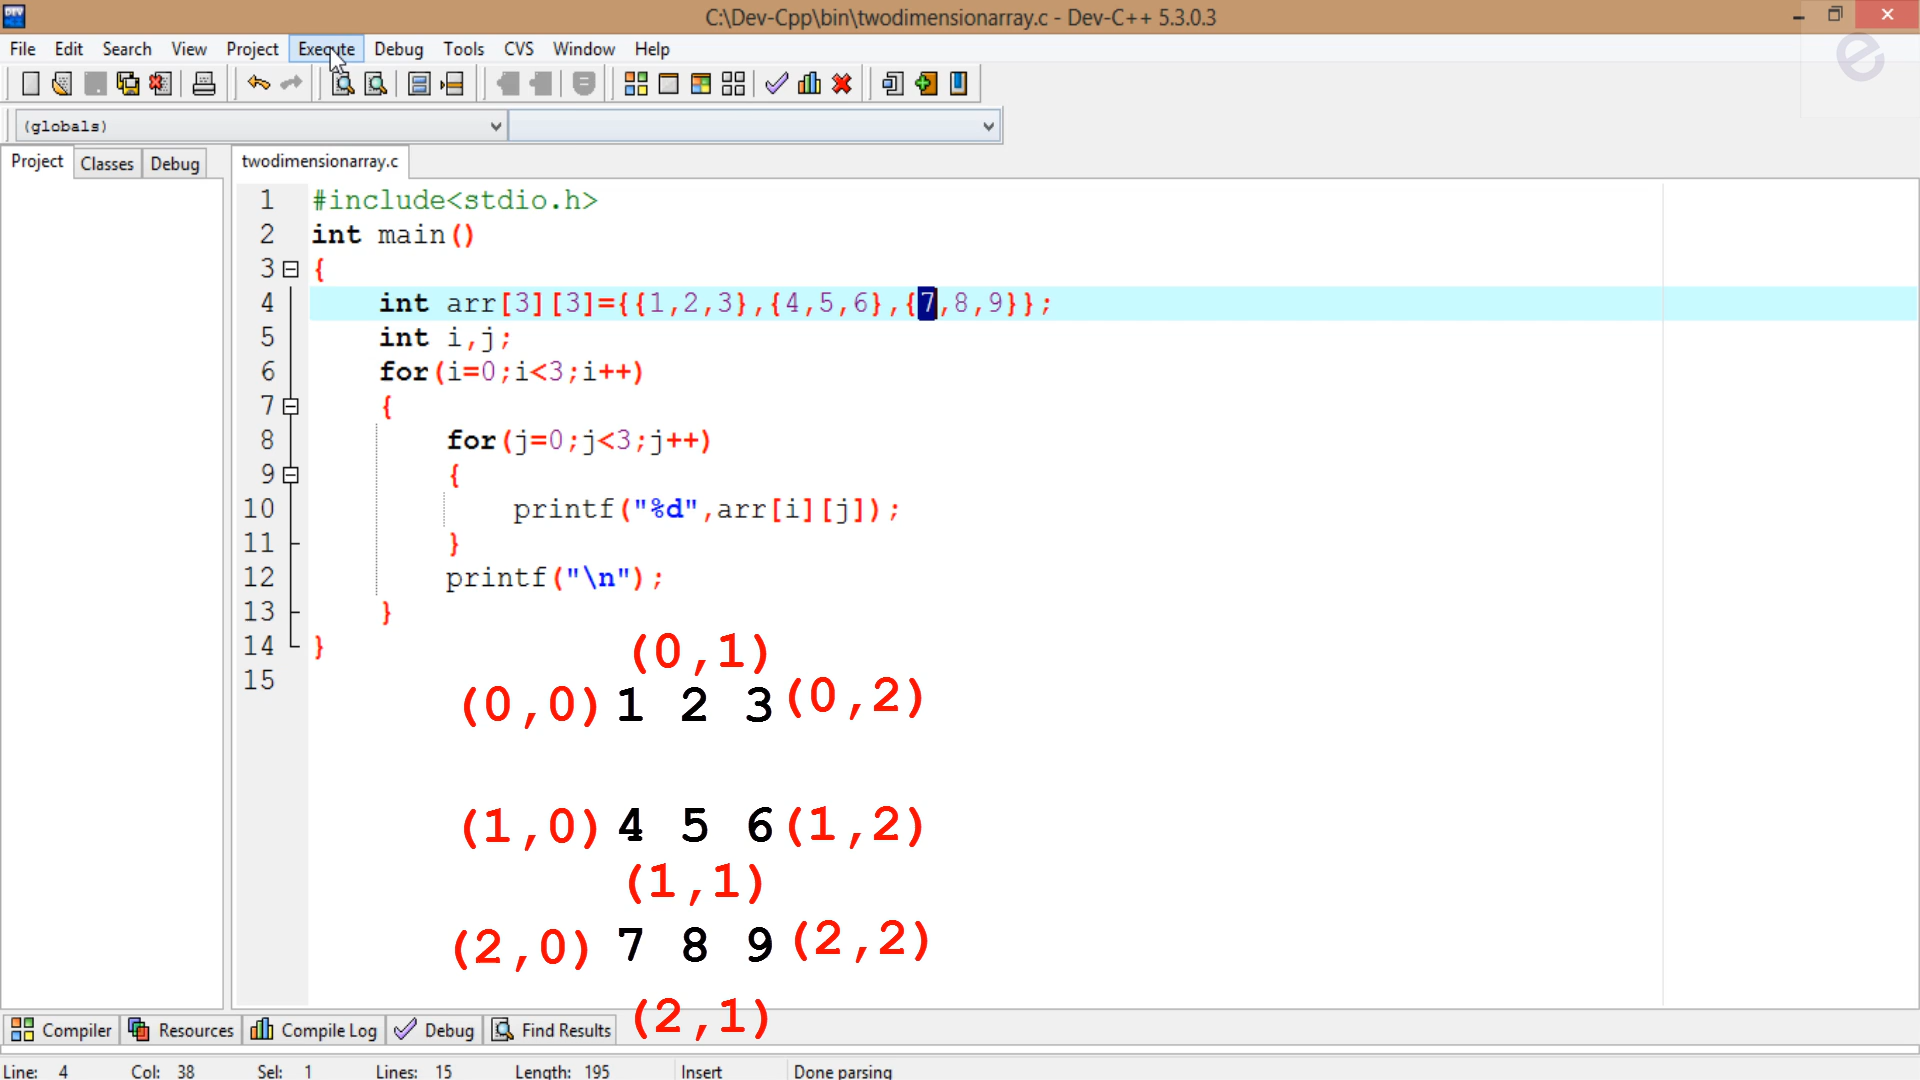 C:\Dev-Cpp\bin\twodimensionarray.c - Dev-C++ 5.3.0.3
File Edit Search View Project Execute Debug Tools CVS Window Help
(globals)
Project Classes Debug twodimensionarray.c
1 #include<stdio.h>
2 int main()
3 {
4 int arr[3][3]={{1,2,3},{4,5,6},{7,8,9}};
5 int i,j;
6 for(i=0;i<3;i++)
7 {
8 for(j=0;j<3;j++)
9 {
10 printf("%d",arr[i][j]);
11 }
12 printf("\n");
13 }
14 }
15
(0,1)
(0,0) 1 2 3 (0,2)
(1,0) 4 5 6 (1,2)
(1,1)
(2,0) 7 8 9 (2,2)
(2,1)
Compiler Resources Compile Log Debug Find Results
Line: 4 Col: 38 Sel: 1 Lines: 15 Length: 195 Insert Done parsing